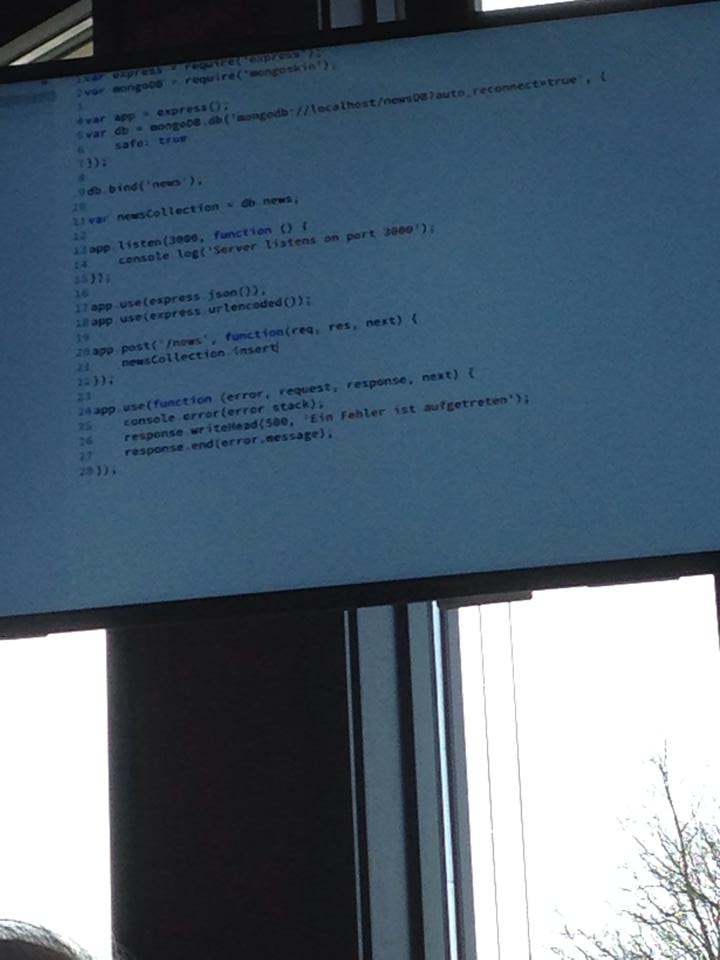 1 var express = require('express');
2 var mongoDB = require('mongoskin');
3
4 var app = express();
5 var db = mongoDB.db('mongodb://localhost/newsDB?auto_reconnect=true', {
6 safe: true
7 });
8
9 db.bind('news');
10
11 var newsCollection = db.news;
12
13 app.listen(3000, function () {
14 console.log('Server listens on port 3000');
15 });
16
17 app.use(express.json());
18 app.use(express.urlencoded());
19
20 app.post('/news', function(req, res, next) {
21 newsCollection.insert
22 });
23
24 app.use(function (error, request, response, next) {
25 console.error(error.stack);
26 response.writeHead(500, 'Ein Fehler ist aufgetreten');
27 response.end(error.message);
28 });